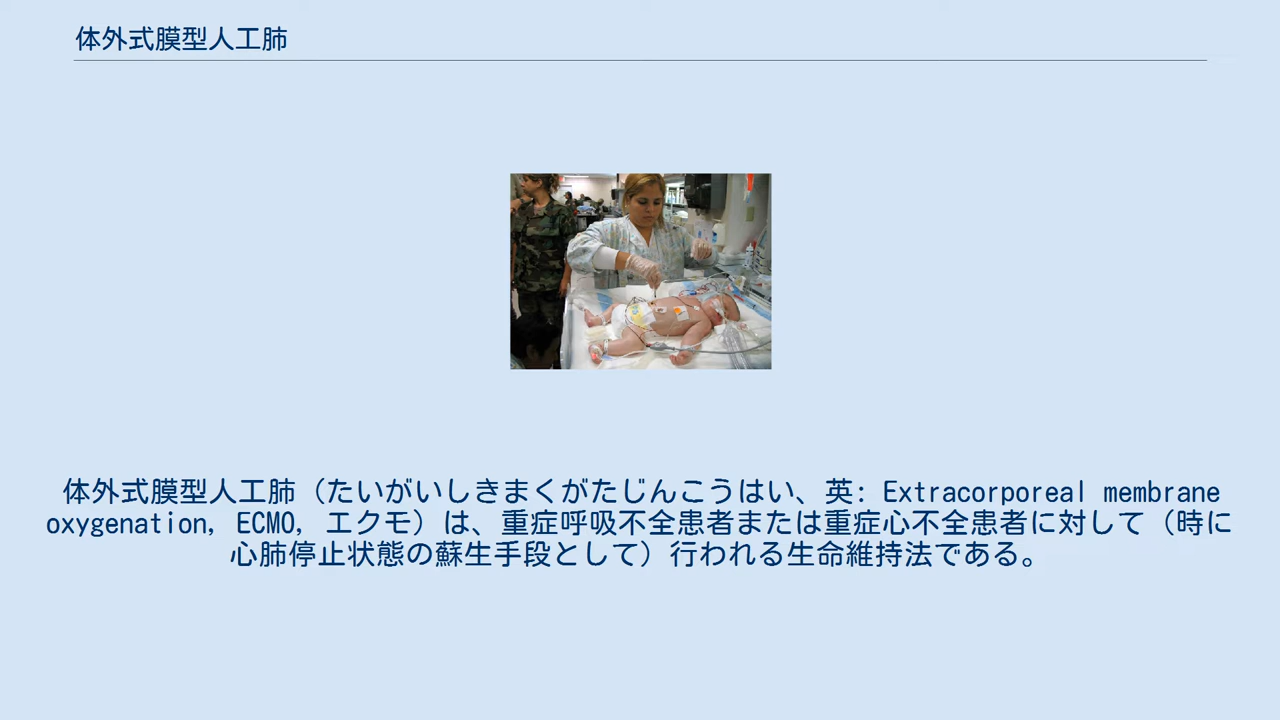 体外式膜型人工肺
体外式膜型人工肺（たいがいしきまくがたじんこうはい、英: Extracorporeal membrane
oxygenation, ECMO, エクモ）は、重症呼吸不全患者または重症心不全患者に対して（時に
心肺停止状態の蘇生手段として）行われる生命維持法である。